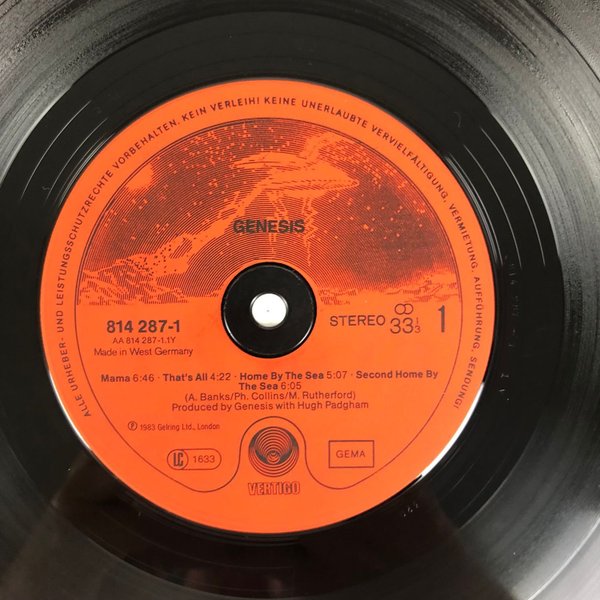 ALLE URHEBER- UND LEISTUNGSSCHUTZRECHTE VORBEHALTEN. KEIN VERLEIH! KEINE UNERLAUBTE VERVIELFÄLTIGUNG, VERMIETUNG, AUFFÜHRUNG, SENDUNG!
GENESIS
814 287-1
AA 814 287-1.1Y
Made in West Germany
STEREO 33 1/3 1
Mama 6:46 · That's All 4:22 · Home By The Sea 5:07 · Second Home By
The Sea 6:05
(A. Banks/Ph. Collins/M. Rutherford)
Produced by Genesis with Hugh Padgham
℗ 1983 Gelring Ltd., London
LC 1633
GEMA
VERTIGO